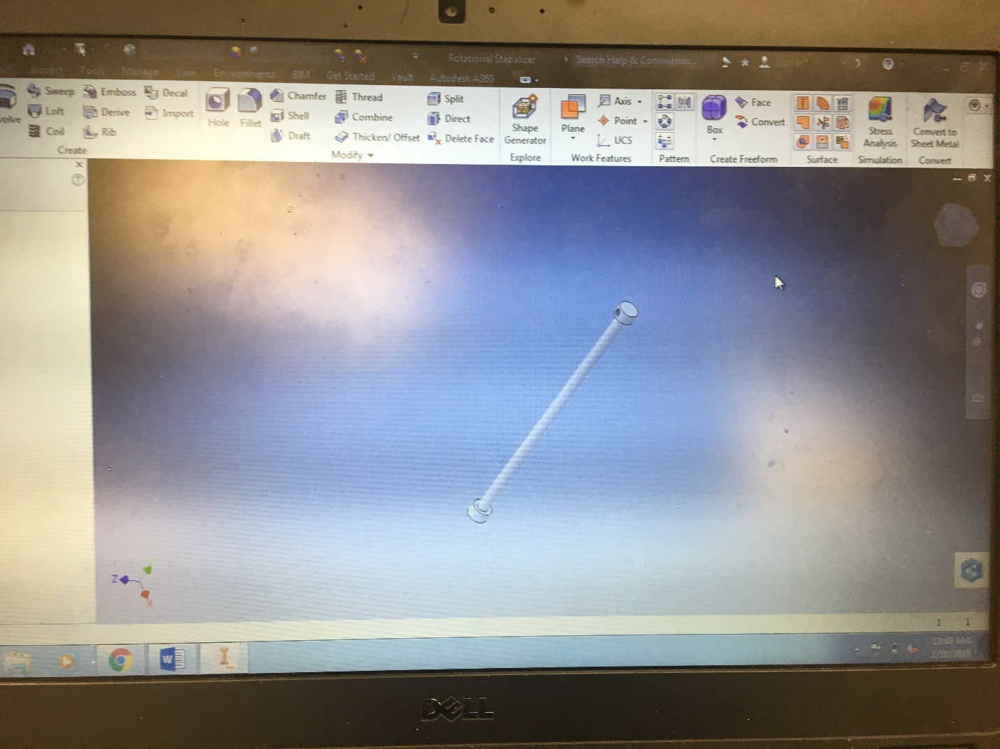 Rotational Stabalizer Search Help & Commands...
Inspect Tools Manage View Environments BIM Get Started Vault Autodesk A360
Sweep Emboss Decal Chamfer Thread Split Axis Face
Loft Derive Import Shell Combine Direct Point Convert
Coil Rib Draft Thicken/ Offset Delete Face UCS
Hole Fillet Shape Generator Plane Box Stress Analysis Convert to Sheet Metal
Create Modify Explore Work Features Pattern Create Freeform Surface Simulation Convert
Z
X
1 1
W
I
DELL